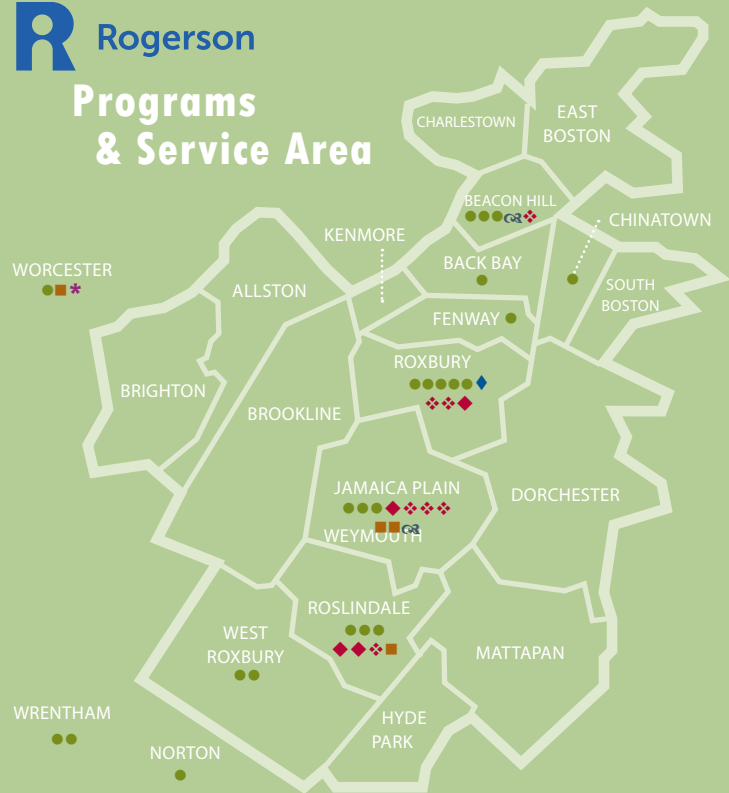 Rogerson
Programs
& Service Area
CHARLESTOWN
EAST
BOSTON
BEACON HILL
CHINATOWN
KENMORE
BACK BAY
WORCESTER
*
ALLSTON
SOUTH
BOSTON
FENWAY
ROXBURY
BRIGHTON
BROOKLINE
JAMAICA PLAIN
DORCHESTER
WEYMOUTH
ROSLINDALE
WEST
ROXBURY
MATTAPAN
WRENTHAM
HYDE
PARK
NORTON